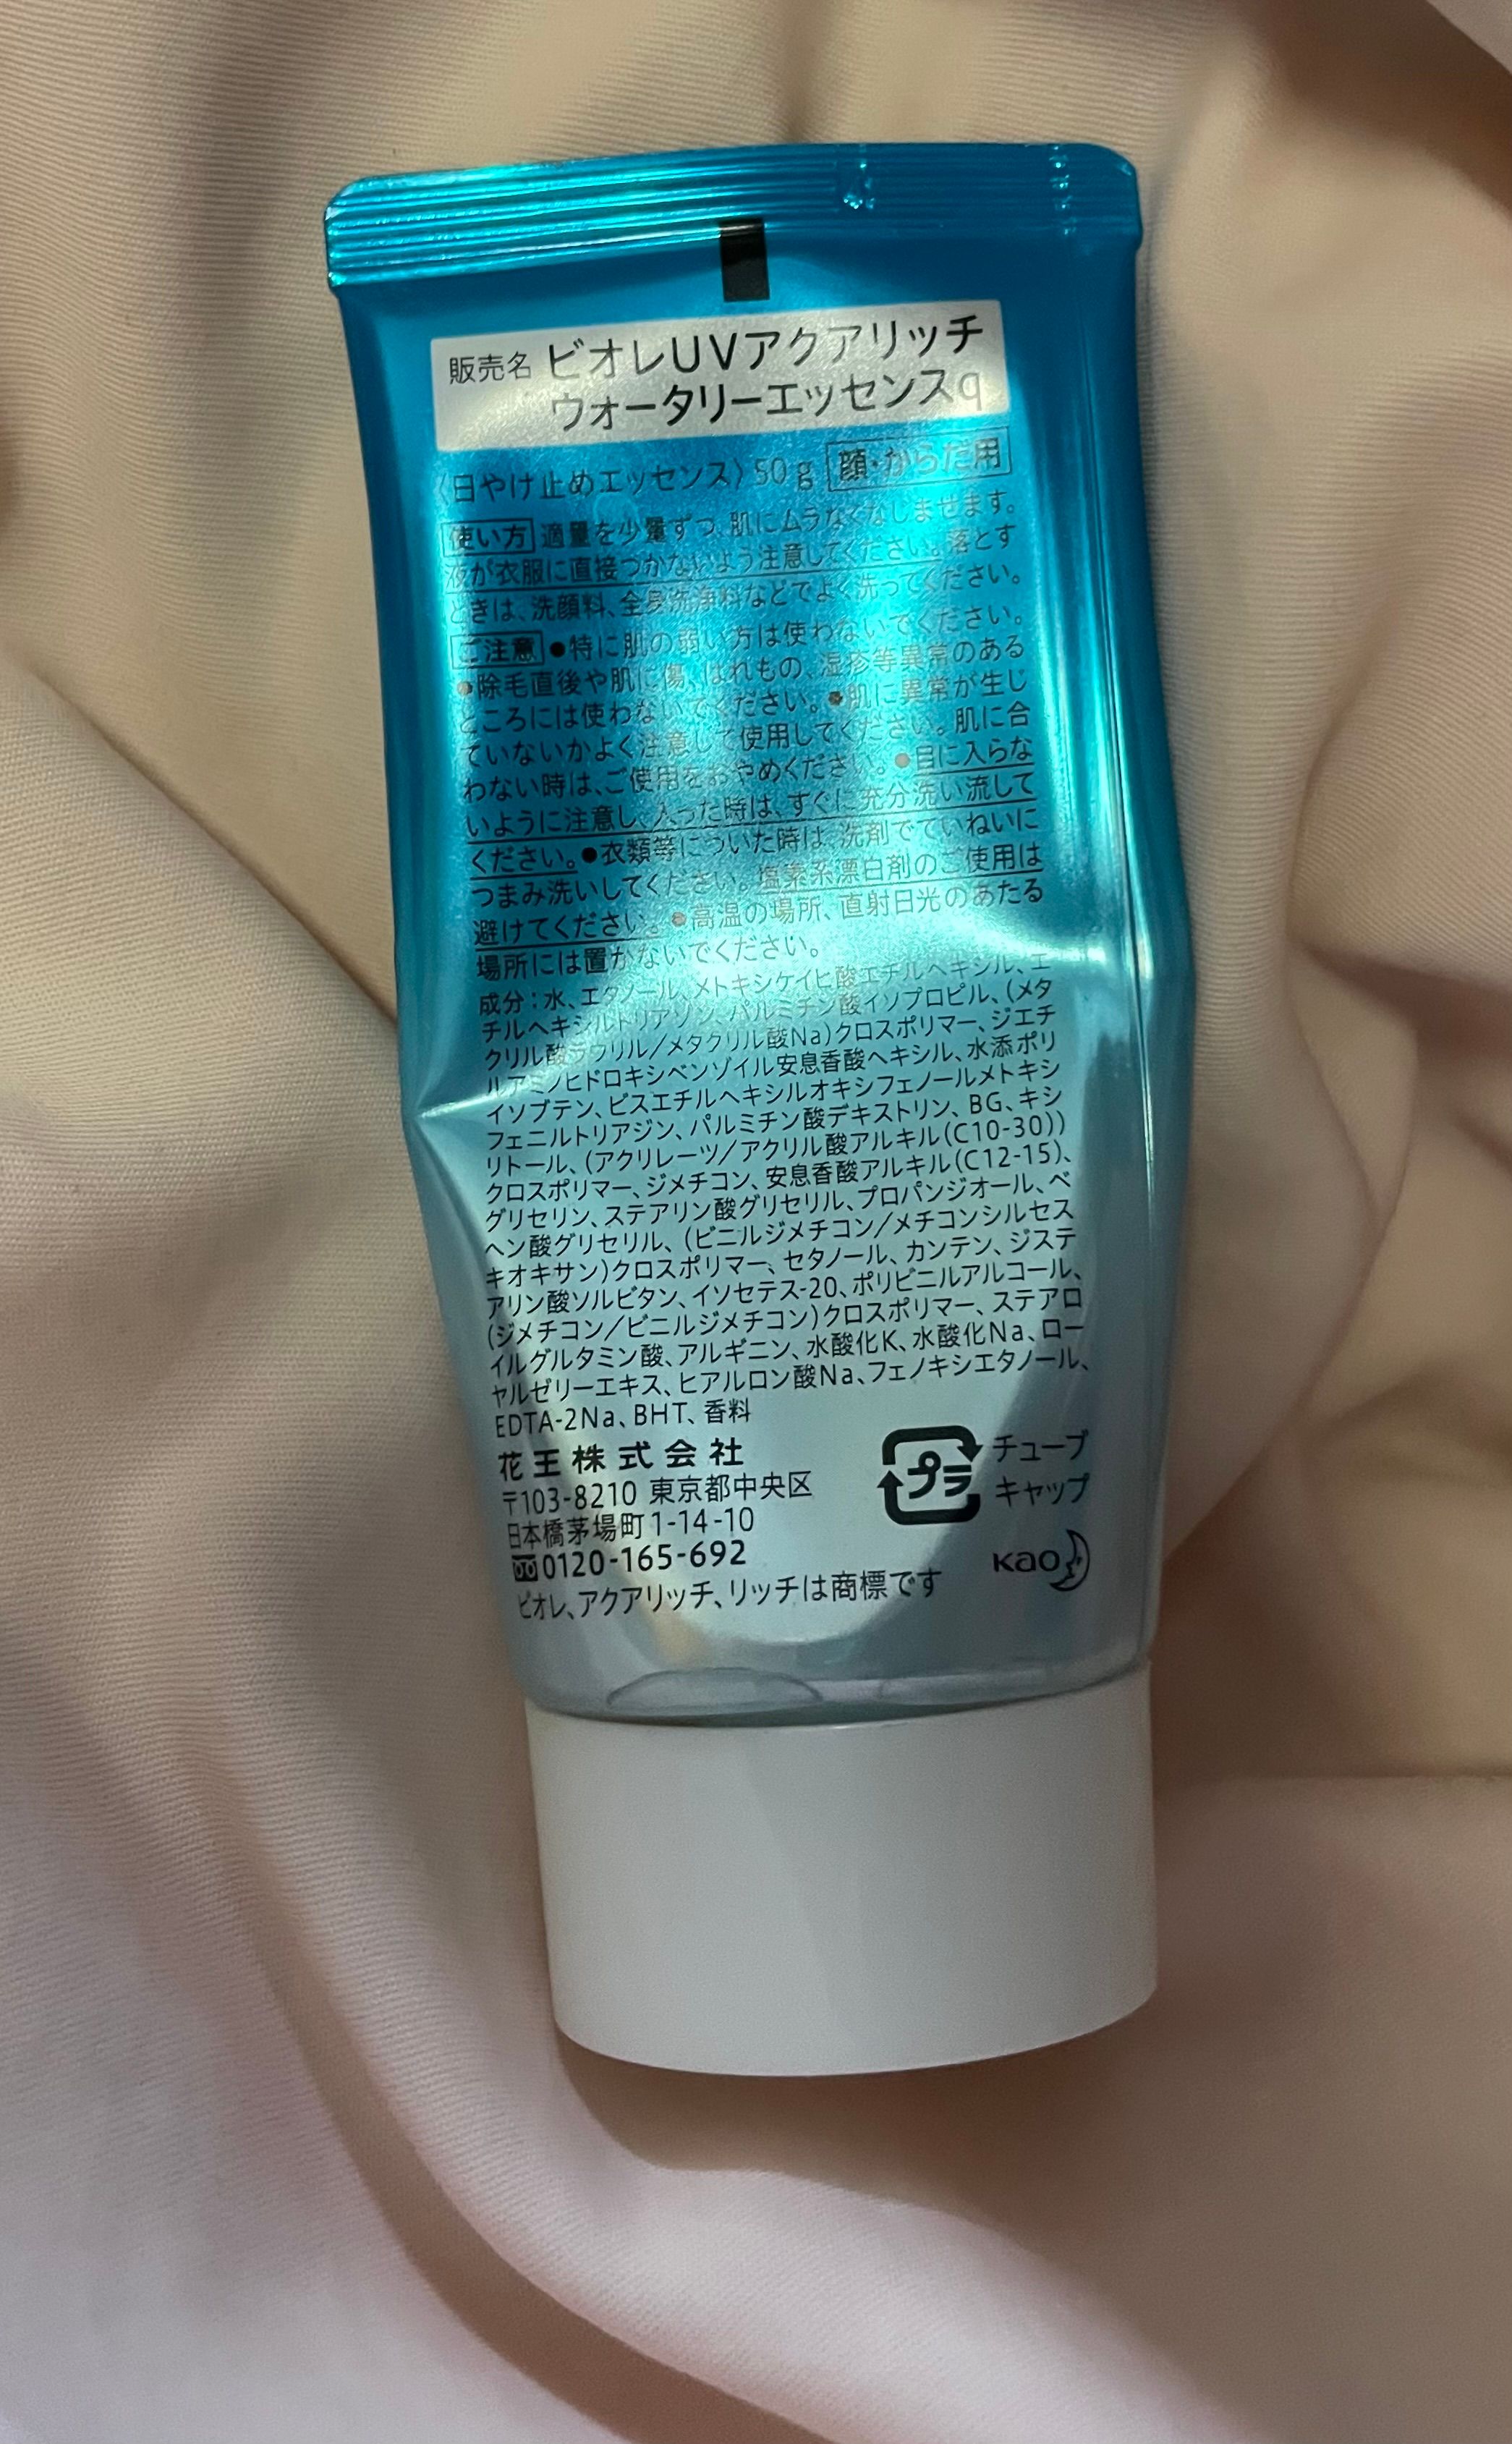 販売名 ビオレUVアクアリッチ
ウォータリーエッセンスq
〈日やけ止めエッセンス〉50g 顔・からだ用
使い方 適量を少量ずつ、肌にムラなくなじませます。
液が衣服に直接つかないよう注意してください。落とす
ときは、洗顔料、全身洗浄料などでよく洗ってください。
ご注意 ●特に肌の弱い方は使わないでください。
●除毛直後や肌に傷、はれもの、湿疹等異常のある
ところには使わないでください。●肌に異常が生じ
ていないかよく注意して使用してください。肌に合
わない時は、ご使用をおやめください。●目に入らな
いように注意し、入った時は、すぐに充分洗い流して
ください。●衣類等についた時は、洗剤でていねいに
つまみ洗いしてください。塩素系漂白剤のご使用は
避けてください。●高温の場所、直射日光のあたる
場所には置かないでください。
成分：水、エタノール、メトキシケイヒ酸エチルヘキシル、エ
チルヘキシルトリアゾン、パルミチン酸イソプロピル、（メタ
クリル酸ラウリル／メタクリル酸Na）クロスポリマー、ジエチ
ルアミノヒドロキシベンゾイル安息香酸ヘキシル、水添ポリ
イソブテン、ビスエチルヘキシルオキシフェノールメトキシ
フェニルトリアジン、パルミチン酸デキストリン、BG、キシ
リトール、（アクリレーツ／アクリル酸アルキル（C10-30））
クロスポリマー、ジメチコン、安息香酸アルキル（C12-15）、
グリセリン、ステアリン酸グリセリル、プロパンジオール、ベ
ヘン酸グリセリル、（ビニルジメチコン／メチコンシルセス
キオキサン）クロスポリマー、セタノール、カンテン、ジステ
アリン酸ソルビタン、イソセテス-20、ポリビニルアルコール、
（ジメチコン／ビニルジメチコン）クロスポリマー、ステアロ
イルグルタミン酸、アルギニン、水酸化K、水酸化Na、ロー
ヤルゼリーエキス、ヒアルロン酸Na、フェノキシエタノール、
EDTA-2Na、BHT、香料
花王株式会社
〒103-8210 東京都中央区
日本橋茅場町1-14-10
0120-165-692
ビオレ、アクアリッチ、リッチは商標です
プラ チューブ
キャップ
Kao